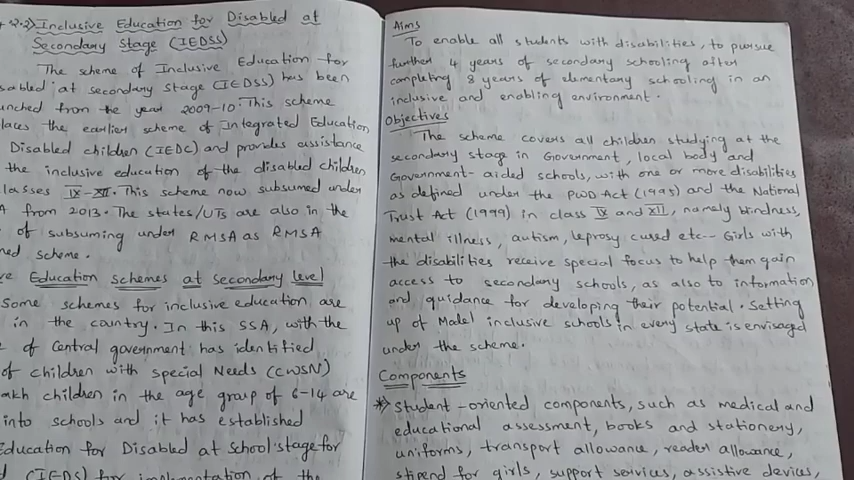 2.2) Inclusive Education for Disabled at
Secondary Stage (IEDSS)
The scheme of Inclusive Education for
sabled at secondary stage (IEDSS) has been
unched from the year 2009-10. This scheme
laces the earlier scheme of Integrated Education
Disabled children (IEDC) and provides assistance
the inclusive education of the disabled children
lasses IX-XII. This scheme now subsumed under
A from 2013. The states/UTs are also in the
of subsuming under RMSA as RMSA
ned scheme.
ve Education schemes at secondary level
Some schemes for inclusive education are
in the country. In this SSA, with the
of Central government has identified
of children with special Needs (CWSN)
akh children in the age group of 6-14 are
into schools and it has established
Education for Disabled at School stage for
d (IEDS) for implementation of the
Aims
To enable all students with disabilities, to pursue
further 4 years of secondary schooling after
completing 8 years of elementary schooling in an
inclusive and enabling environment.
Objectives
The scheme covers all children studying at the
secondary stage in Government, local body and
Government-aided schools, with one or more disabilities
as defined under the PWD Act (1995) and the National
Trust Act (1999) in class IX and XII, namely bindness,
mental illness, autism, leprosy cured etc-- Girls with
the disabilities receive special focus to help them gain
access to secondary schools, as also to information
and guidance for developing their potential. Setting
up of Model inclusive schools in every state is envisaged
under the scheme.
Components
* Student-oriented components, such as medical and
educational assessment, books and stationery,
uniforms, transport allowance, reader allowance,
stipend for girls, support services, assistive devices,